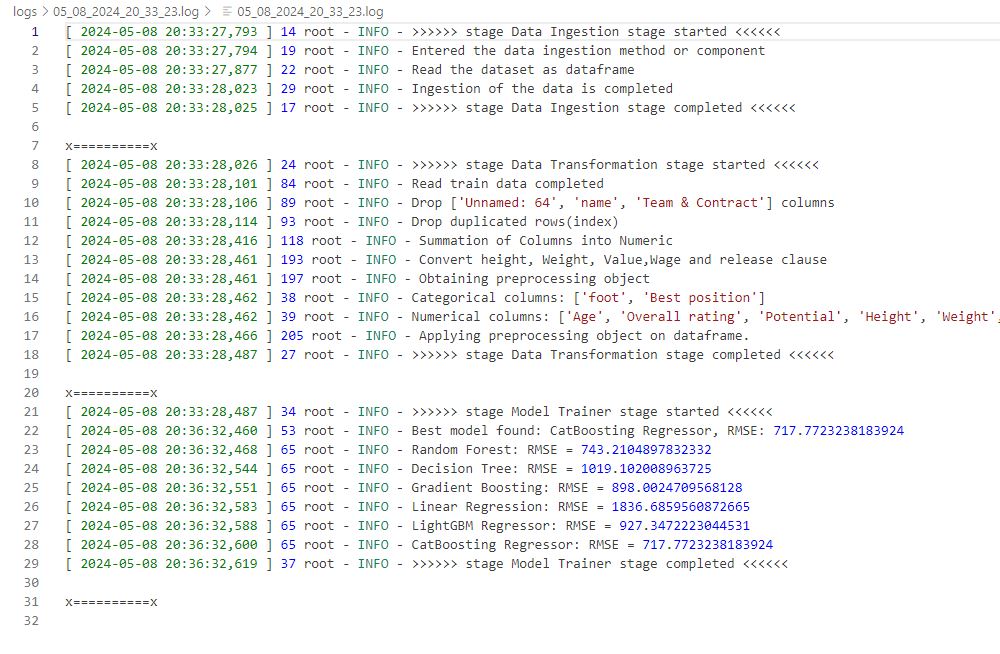 logs > 05_08_2024_20_33_23.log > 05_08_2024_20_33_23.log
1 [ 2024-05-08 20:33:27,793 ] 14 root - INFO - >>>>>> stage Data Ingestion stage started <<<<<<
2 [ 2024-05-08 20:33:27,794 ] 19 root - INFO - Entered the data ingestion method or component
3 [ 2024-05-08 20:33:27,877 ] 22 root - INFO - Read the dataset as dataframe
4 [ 2024-05-08 20:33:28,023 ] 29 root - INFO - Ingestion of the data is completed
5 [ 2024-05-08 20:33:28,025 ] 17 root - INFO - >>>>>> stage Data Ingestion stage completed <<<<<<
6
7 x==========x
8 [ 2024-05-08 20:33:28,026 ] 24 root - INFO - >>>>>> stage Data Transformation stage started <<<<<<
9 [ 2024-05-08 20:33:28,101 ] 84 root - INFO - Read train data completed
10 [ 2024-05-08 20:33:28,106 ] 89 root - INFO - Drop ['Unnamed: 64', 'name', 'Team & Contract'] columns
11 [ 2024-05-08 20:33:28,114 ] 93 root - INFO - Drop duplicated rows(index)
12 [ 2024-05-08 20:33:28,416 ] 118 root - INFO - Summation of Columns into Numeric
13 [ 2024-05-08 20:33:28,461 ] 193 root - INFO - Convert height, Weight, Value,Wage and release clause
14 [ 2024-05-08 20:33:28,461 ] 197 root - INFO - Obtaining preprocessing object
15 [ 2024-05-08 20:33:28,462 ] 38 root - INFO - Categorical columns: ['foot', 'Best position']
16 [ 2024-05-08 20:33:28,462 ] 39 root - INFO - Numerical columns: ['Age', 'Overall rating', 'Potential', 'Height', 'Weight',
17 [ 2024-05-08 20:33:28,466 ] 205 root - INFO - Applying preprocessing object on dataframe.
18 [ 2024-05-08 20:33:28,487 ] 27 root - INFO - >>>>>> stage Data Transformation stage completed <<<<<<
19
20 x==========x
21 [ 2024-05-08 20:33:28,487 ] 34 root - INFO - >>>>>> stage Model Trainer stage started <<<<<<
22 [ 2024-05-08 20:36:32,460 ] 53 root - INFO - Best model found: CatBoosting Regressor, RMSE: 717.7723238183924
23 [ 2024-05-08 20:36:32,468 ] 65 root - INFO - Random Forest: RMSE = 743.2104897832332
24 [ 2024-05-08 20:36:32,544 ] 65 root - INFO - Decision Tree: RMSE = 1019.102008963725
25 [ 2024-05-08 20:36:32,551 ] 65 root - INFO - Gradient Boosting: RMSE = 898.0024709568128
26 [ 2024-05-08 20:36:32,583 ] 65 root - INFO - Linear Regression: RMSE = 1836.6859560872665
27 [ 2024-05-08 20:36:32,588 ] 65 root - INFO - LightGBM Regressor: RMSE = 927.3472223044531
28 [ 2024-05-08 20:36:32,600 ] 65 root - INFO - CatBoosting Regressor: RMSE = 717.7723238183924
29 [ 2024-05-08 20:36:32,619 ] 37 root - INFO - >>>>>> stage Model Trainer stage completed <<<<<<
30
31 x==========x
32